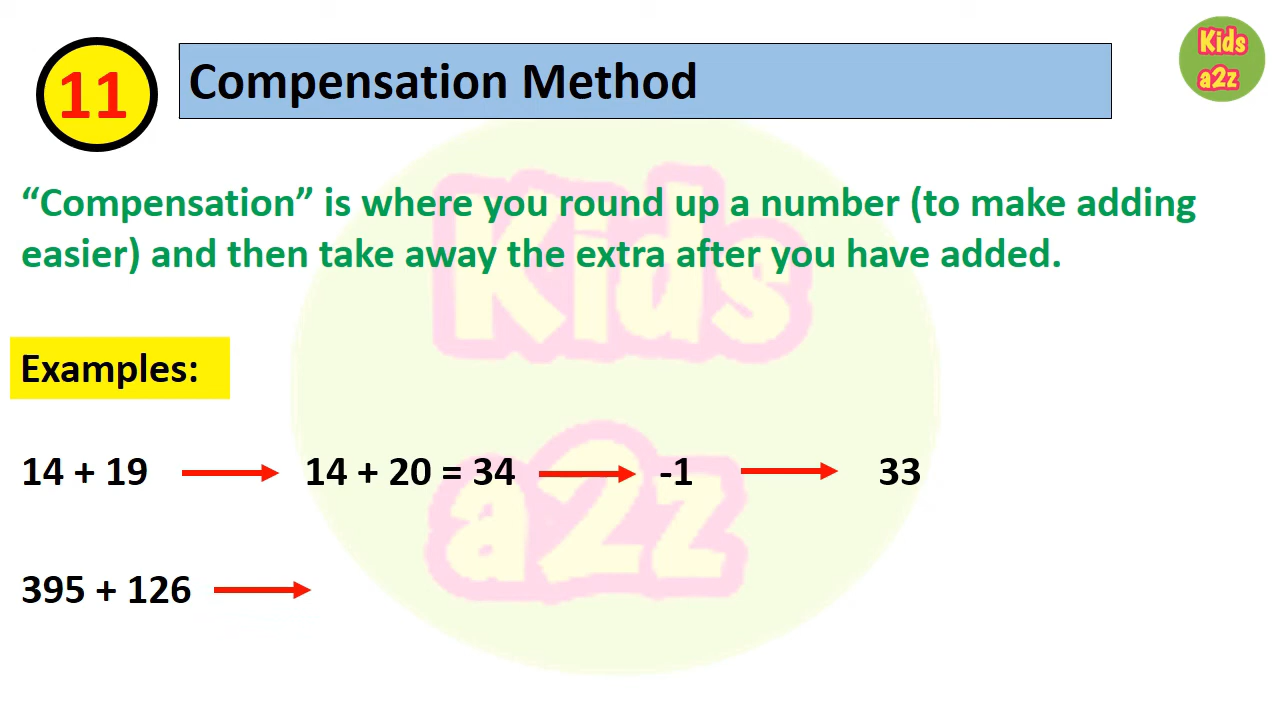 11
Compensation Method
Kids
a2z
“Compensation” is where you round up a number (to make adding
easier) and then take away the extra after you have added.
Kids
a2z
Examples:
14 + 19 → 14 + 20 = 34 → -1 → 33
395 + 126 →